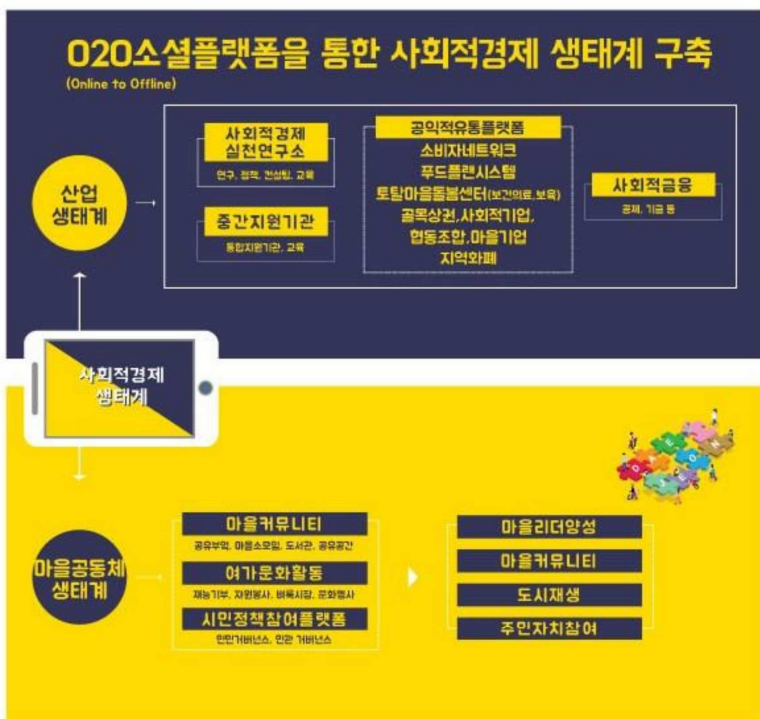 O2O소셜플랫폼을 통한 사회적경제 생태계 구축
(Online to Offline)
산업
생태계
사회적경제
실천연구소
연구, 정책, 컨설팅, 교육
중간지원기관
통합지원기관, 교육
공익적유통플랫폼
소비자네트워크
푸드플랜시스템
토탈마을돌봄센터(보건의료,보육)
골목상권,사회적기업,
협동조합,마을기업
지역화폐
사회적금융
공제, 기금 등
사회적경제
생태계
DAEJEON
마을공동체
생태계
마을커뮤니티
공유부엌, 마을소모임, 도서관, 공유공간
여가문화활동
재능기부, 자원봉사, 벼룩시장, 문화행사
시민정책참여플랫폼
민민거버넌스, 민관 거버넌스
마을리더양성
마을커뮤니티
도시재생
주민자치참여